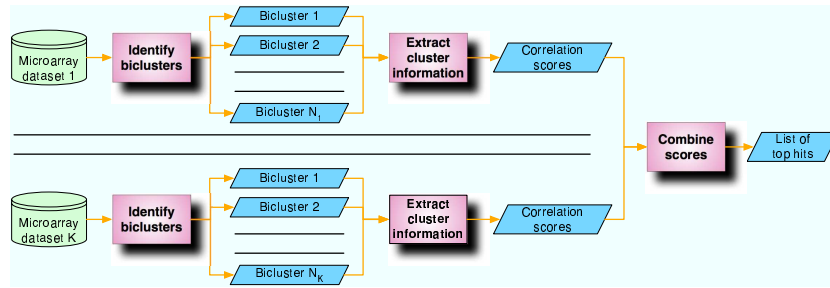 Microarray
dataset 1
Identify
biclusters
Bicluster 1
Bicluster 2
Bicluster N1
Extract
cluster
information
Correlation
scores
Combine
scores
List of
top hits
Microarray
dataset K
Identify
biclusters
Bicluster 1
Bicluster 2
Bicluster NK
Extract
cluster
information
Correlation
scores